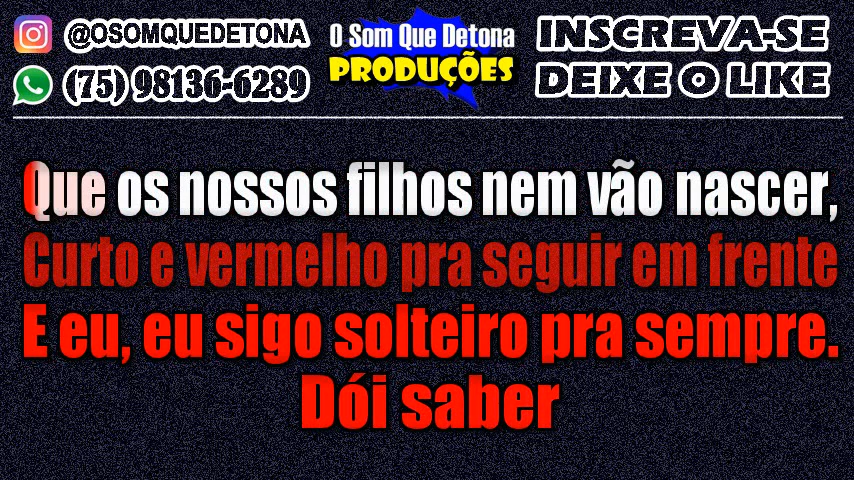 @OSOMQUEDETONA
(75) 98136-6289
O Som Que Detona
PRODUÇÕES
INSCREVA-SE
DEIXE O LIKE
Que os nossos filhos nem vão nascer,
Curto e vermelho pra seguir em frente
E eu, eu sigo solteiro pra sempre.
Dói saber